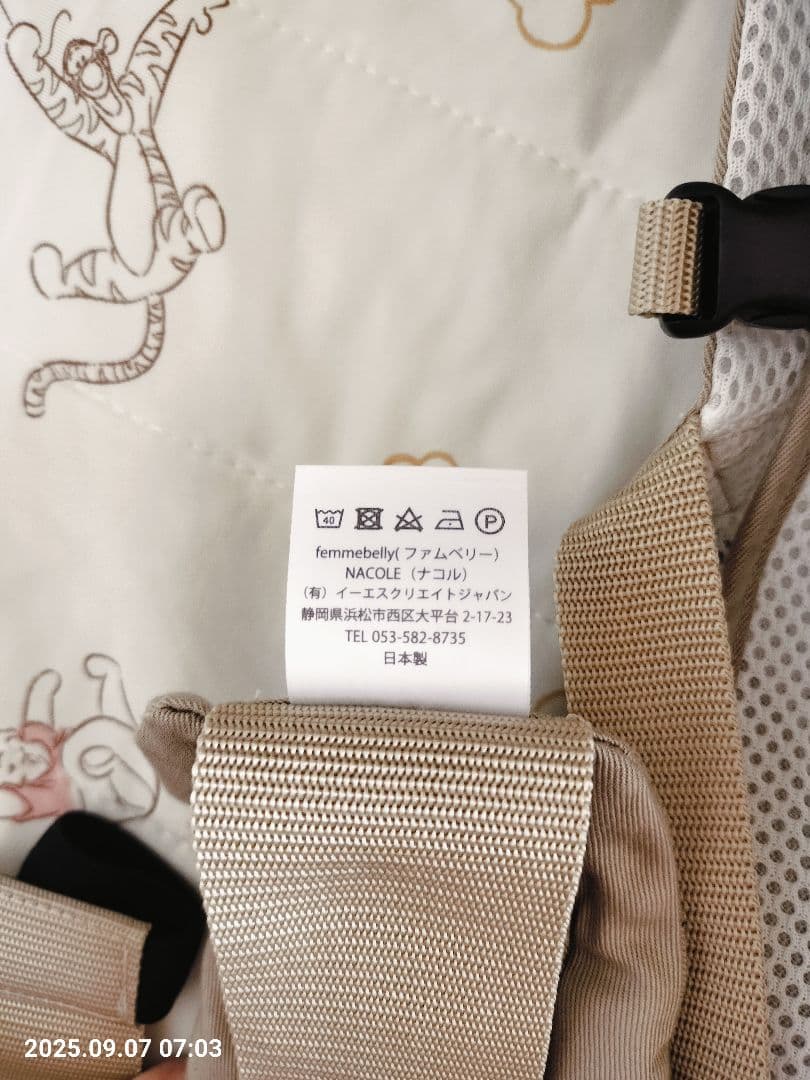 40 P
femmebelly( ファムベリー)
NACOLE（ナコル）
（有）イーエスクリエイトジャパン
静岡県浜松市西区大平台 2-17-23
TEL 053-582-8735
日本製
2025.09.07 07:03